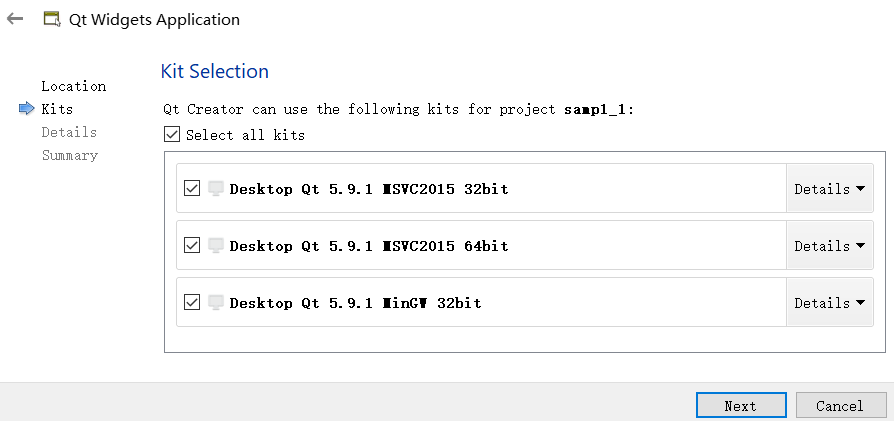 Qt Widgets Application
Location
Kits
Details
Summary
Kit Selection
Qt Creator can use the following kits for project samp1_1:
Select all kits
Desktop Qt 5.9.1 MSVC2015 32bit
Details
Desktop Qt 5.9.1 MSVC2015 64bit
Details
Desktop Qt 5.9.1 MinGW 32bit
Details
Next
Cancel